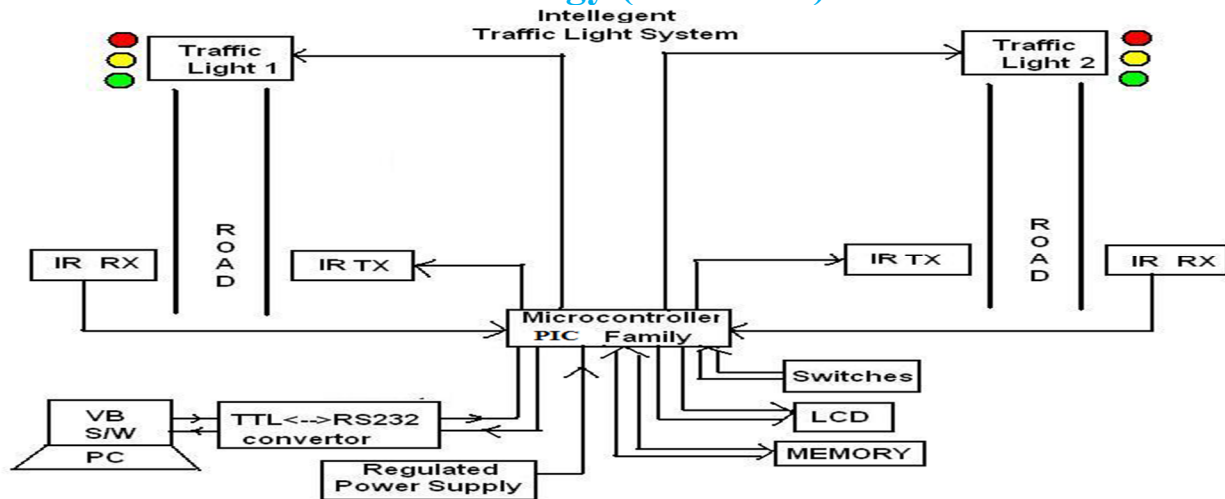 Intellegent
Traffic Light System
Traffic
Light 1
Traffic
Light 2
R
O
A
D
R
O
A
D
IR RX
IR TX
IR TX
IR RX
Microcontroller
PIC Family
Switches
VB
S/W
PC
TTL<-->RS232
convertor
LCD
MEMORY
Regulated
Power Supply